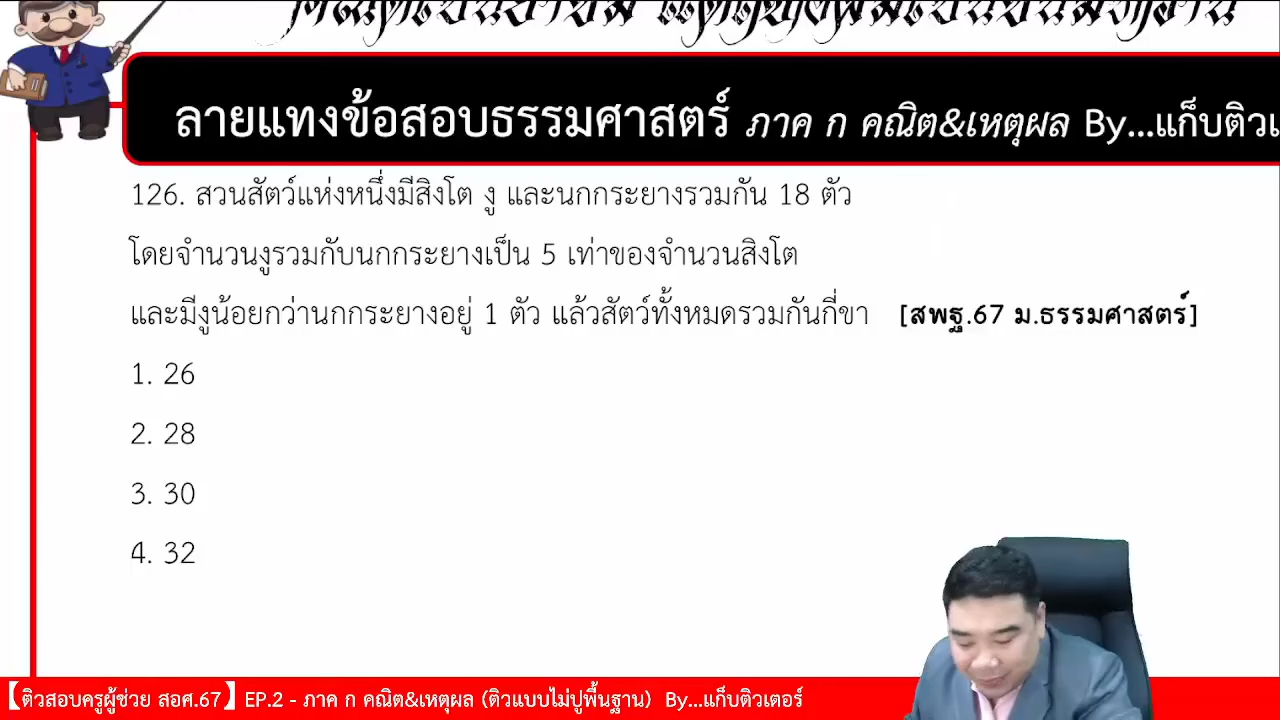 ลายแทงข้อสอบธรรมศาสตร์ ภาค ก คณิต&เหตุผล By...แก็บติวเ
126. สวนสัตว์แห่งหนึ่งมีสิงโต งู และนกกระยางรวมกัน 18 ตัว
โดยจำนวนงูรวมกับนกกระยางเป็น 5 เท่าของจำนวนสิงโต
และมีงูน้อยกว่านกกระยางอยู่ 1 ตัว แล้วสัตว์ทั้งหมดรวมกันกี่ขา [สพฐ.67 ม.ธรรมศาสตร์]
1. 26
2. 28
3. 30
4. 32
【ติวสอบครูผู้ช่วย สอศ.67】 EP.2 - ภาค ก คณิต&เหตุผล (ติวแบบไม่ปูพื้นฐาน) By...แก็บติวเตอร์